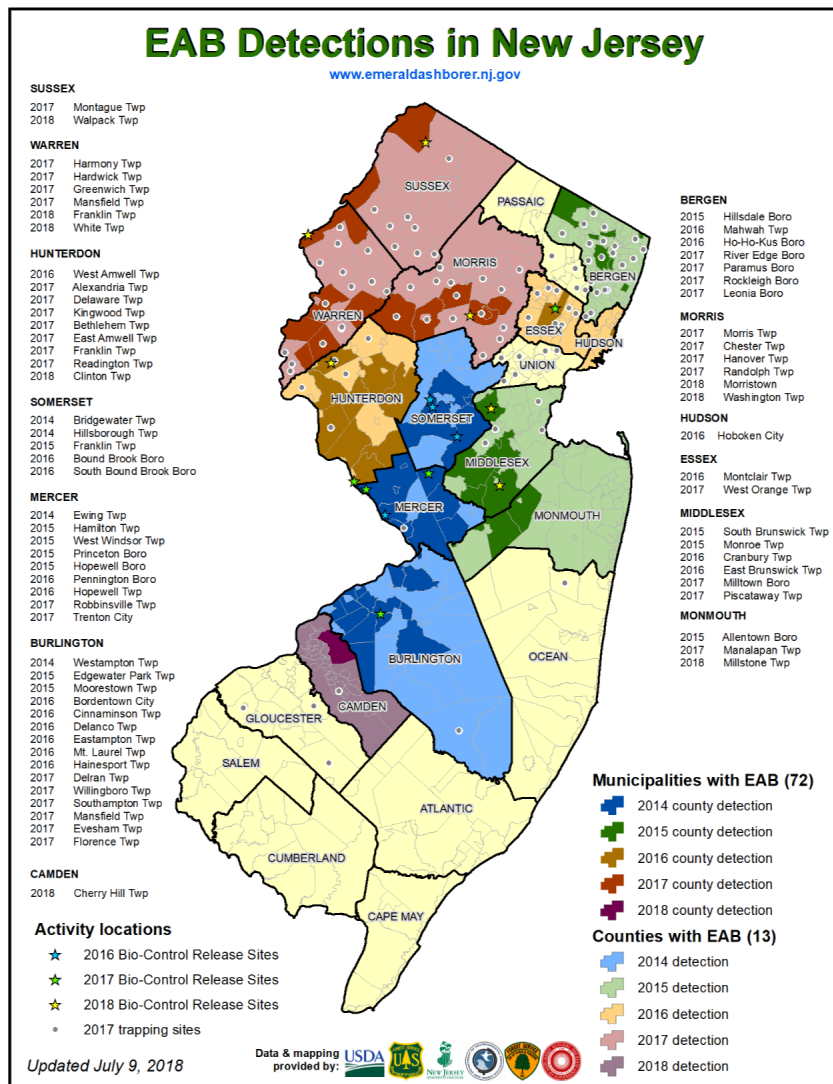 EAB Detections in New Jersey
www.emeraldashborer.nj.gov
SUSSEX
2017 Montague Twp
2018 Walpack Twp
WARREN
2017 Harmony Twp
2017 Hardwick Twp
2017 Greenwich Twp
2017 Mansfield Twp
2018 Franklin Twp
2018 White Twp
HUNTERDON
2016 West Amwell Twp
2017 Alexandria Twp
2017 Delaware Twp
2017 Kingwood Twp
2017 Bethlehem Twp
2017 East Amwell Twp
2017 Franklin Twp
2017 Readington Twp
2018 Clinton Twp
SOMERSET
2014 Bridgewater Twp
2014 Hillsborough Twp
2015 Franklin Twp
2016 Bound Brook Boro
2016 South Bound Brook Boro
MERCER
2014 Ewing Twp
2015 Hamilton Twp
2015 West Windsor Twp
2015 Princeton Boro
2015 Hopewell Boro
2016 Pennington Boro
2016 Hopewell Twp
2017 Robbinsville Twp
2017 Trenton City
BURLINGTON
2014 Westampton Twp
2015 Edgewater Park Twp
2015 Moorestown Twp
2016 Bordentown City
2016 Cinnaminson Twp
2016 Delanco Twp
2016 Eastampton Twp
2016 Mt. Laurel Twp
2016 Hainesport Twp
2017 Delran Twp
2017 Willingboro Twp
2017 Southampton Twp
2017 Mansfield Twp
2017 Evesham Twp
2017 Florence Twp
CAMDEN
2018 Cherry Hill Twp
SUSSEX
PASSAIC
BERGEN
MORRIS
WARREN
ESSEX
HUDSON
UNION
HUNTERDON
SOMERSET
MIDDLESEX
MERCER
MONMOUTH
BURLINGTON
OCEAN
CAMDEN
GLOUCESTER
SALEM
ATLANTIC
CUMBERLAND
CAPE MAY
BERGEN
2015 Hillsdale Boro
2016 Mahwah Twp
2016 Ho-Ho-Kus Boro
2017 River Edge Boro
2017 Paramus Boro
2017 Rockleigh Boro
2017 Leonia Boro
MORRIS
2017 Morris Twp
2017 Chester Twp
2017 Hanover Twp
2017 Randolph Twp
2018 Morristown
2018 Washington Twp
HUDSON
2016 Hoboken City
ESSEX
2016 Montclair Twp
2017 West Orange Twp
MIDDLESEX
2015 South Brunswick Twp
2015 Monroe Twp
2016 Cranbury Twp
2016 East Brunswick Twp
2017 Milltown Boro
2017 Piscataway Twp
MONMOUTH
2015 Allentown Boro
2017 Manalapan Twp
2018 Millstone Twp
Municipalities with EAB (72)
2014 county detection
2015 county detection
2016 county detection
2017 county detection
2018 county detection
Counties with EAB (13)
2014 detection
2015 detection
2016 detection
2017 detection
2018 detection
Activity locations
2016 Bio-Control Release Sites
2017 Bio-Control Release Sites
2018 Bio-Control Release Sites
2017 trapping sites
Updated July 9, 2018
Data & mapping
provided by:
USDA
UAS
NEW JERSEY